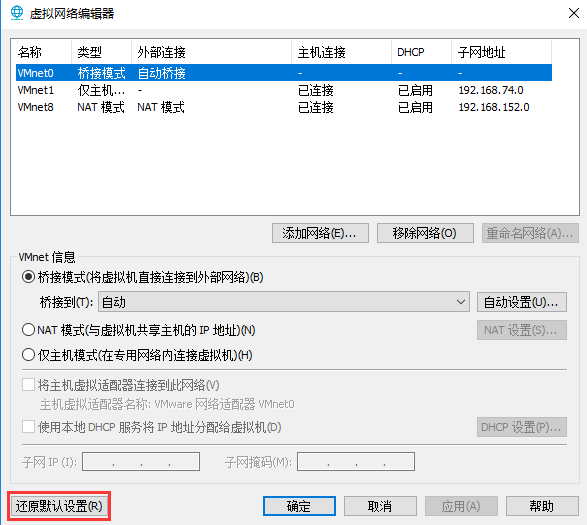 虚拟网络编辑器
名称 类型 外部连接 主机连接 DHCP 子网地址
VMnet0 桥接模式 自动桥接 - - -
VMnet1 仅主机... - 已连接 已启用 192.168.74.0
VMnet8 NAT 模式 NAT 模式 已连接 已启用 192.168.152.0
添加网络(E)... 移除网络(O) 重命名网络(A)...
VMnet 信息
桥接模式(将虚拟机直接连接到外部网络)(B)
桥接到(T): 自动 自动设置(U)...
NAT 模式(与虚拟机共享主机的 IP 地址)(N) NAT 设置(S)...
仅主机模式(在专用网络内连接虚拟机)(H)
将主机虚拟适配器连接到此网络(V)
主机虚拟适配器名称: VMware 网络适配器 VMnet0
使用本地 DHCP 服务将 IP 地址分配给虚拟机(D) DHCP 设置(P)...
子网 IP (I): . . . 子网掩码(M): . . .
还原默认设置(R) 确定 取消 应用(A) 帮助